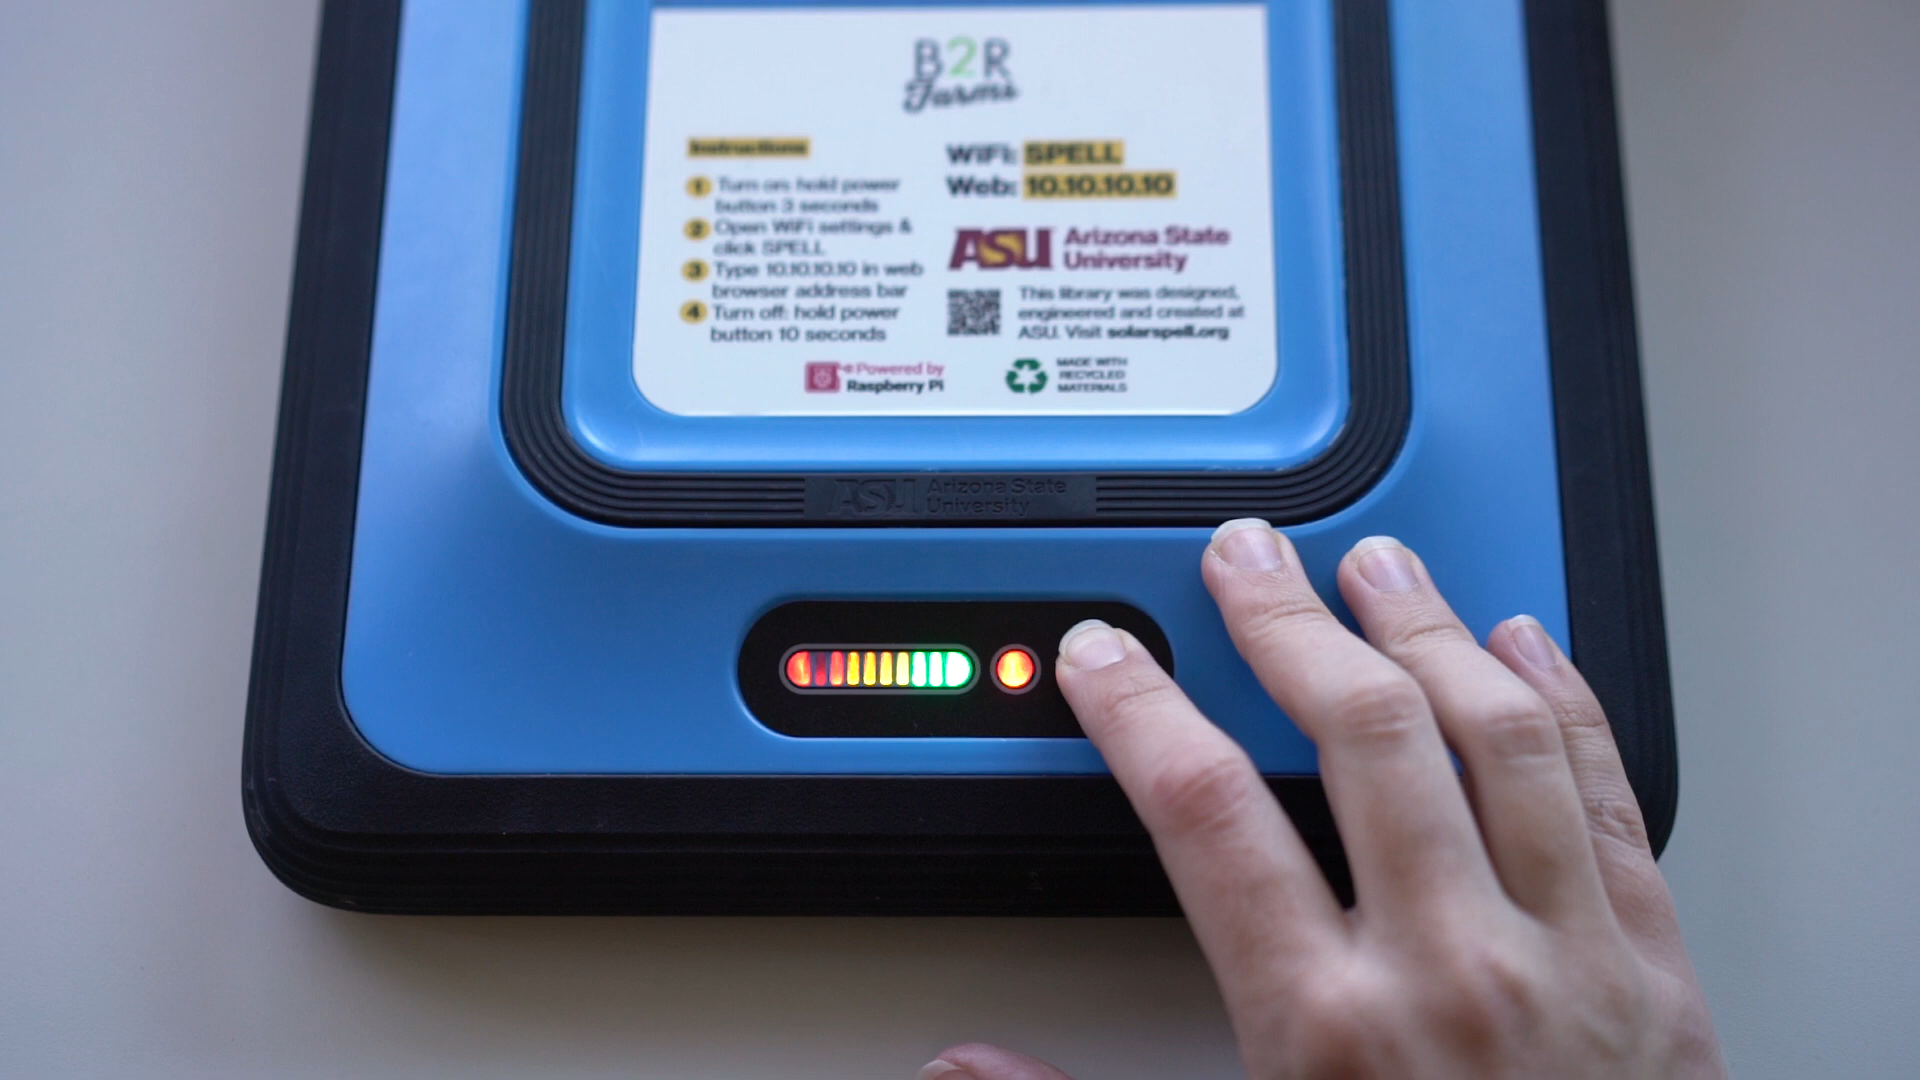 B2R
Farms
Instructions
1 Turn on: hold power
button 3 seconds
2 Open WiFi settings &
click SPELL
3 Type 10.10.10.10 in web
browser address bar
4 Turn off: hold power
button 10 seconds
WiFi: SPELL
Web: 10.10.10.10
ASU Arizona State
University
This library was designed,
engineered and created at
ASU. Visit solarspell.org
Powered by
Raspberry Pi
MADE WITH
RECYCLED
MATERIALS
ASU Arizona State
University